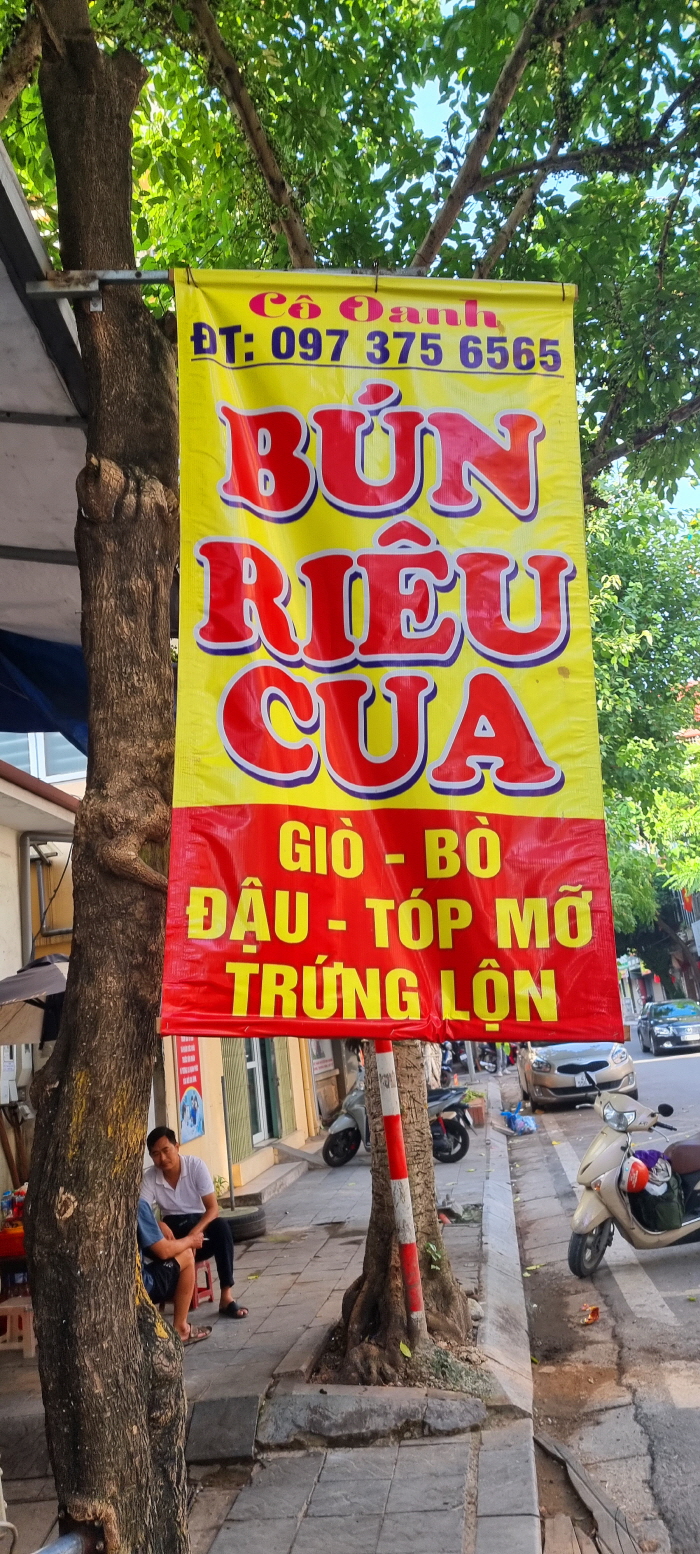 Cô Oanh
ĐT: 097 375 6565
BÚN
RIÊU
CUA
GIÒ - BÒ
ĐẬU - TÓP MỠ
TRỨNG LỘN